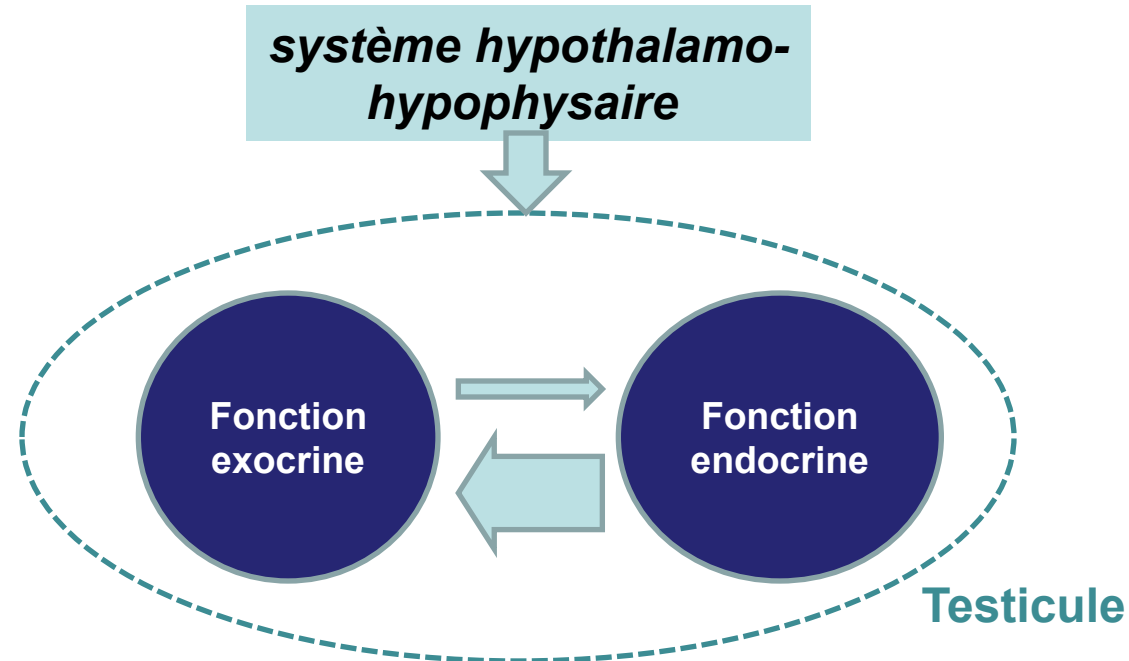 système hypothalamo-
hypophysaire
Fonction
exocrine
Fonction
endocrine
Testicule